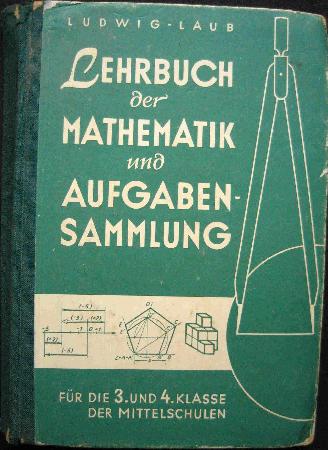 LUDWIG-LAUB
LEHRBUCH
der
MATHEMATIK
und
AUFGABEN-
SAMMLUNG
FÜR DIE 3. UND 4. KLASSE
DER MITTELSCHULEN